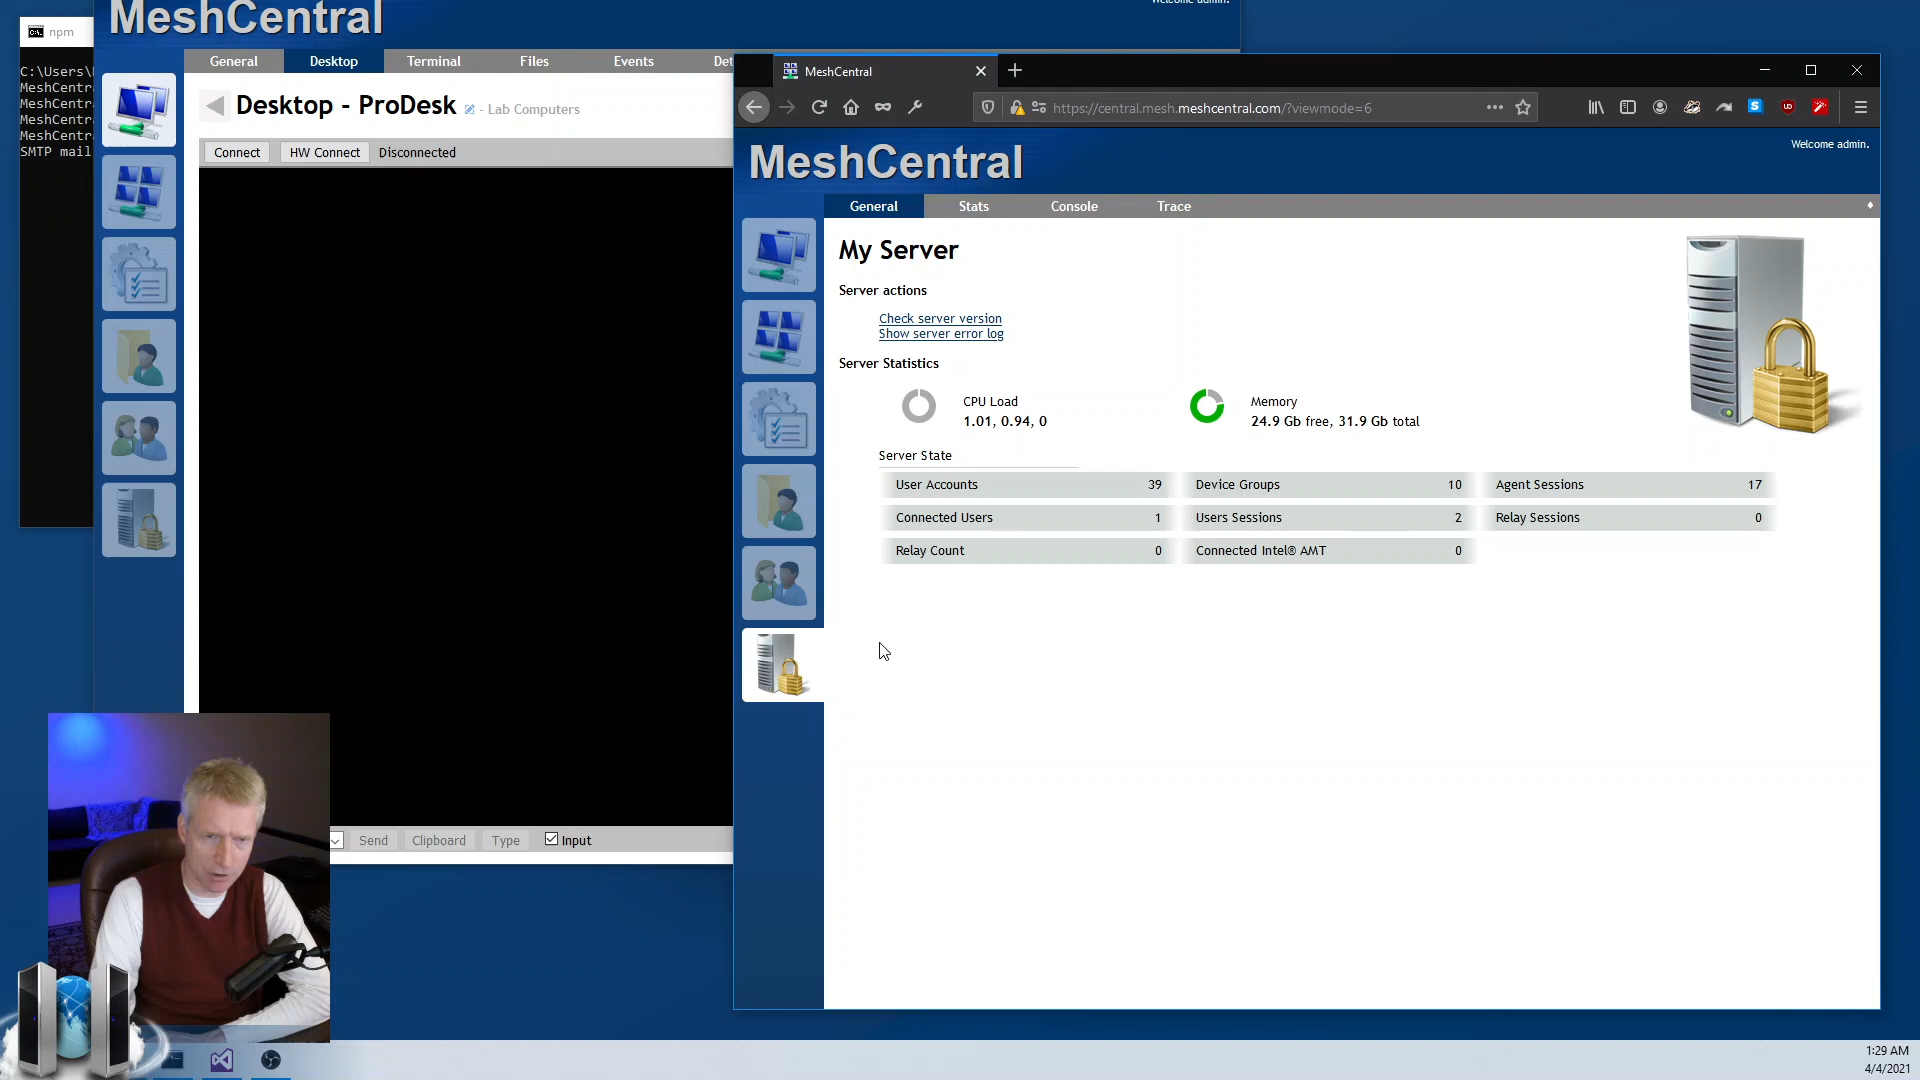 npm
C:\Users\
MeshCentr
MeshCentr
MeshCentr
MeshCentr
SMTP mail
MeshCentral
Welcome admin.
General
Desktop
Terminal
Files
Events
Det
Desktop - ProDesk - Lab Computers
Connect
HW Connect
Disconnected
Send
Clipboard
Type
Input
MeshCentral
https://central.mesh.meshcentral.com/?viewmode=6
MeshCentral
Welcome admin.
General
Stats
Console
Trace
My Server
Server actions
Check server version
Show server error log
Server Statistics
CPU Load
1.01, 0.94, 0
Memory
24.9 Gb free, 31.9 Gb total
Server State
User Accounts 39
Device Groups 10
Agent Sessions 17
Connected Users 1
Users Sessions 2
Relay Sessions 0
Relay Count 0
Connected Intel® AMT 0
1:29 AM
4/4/2021